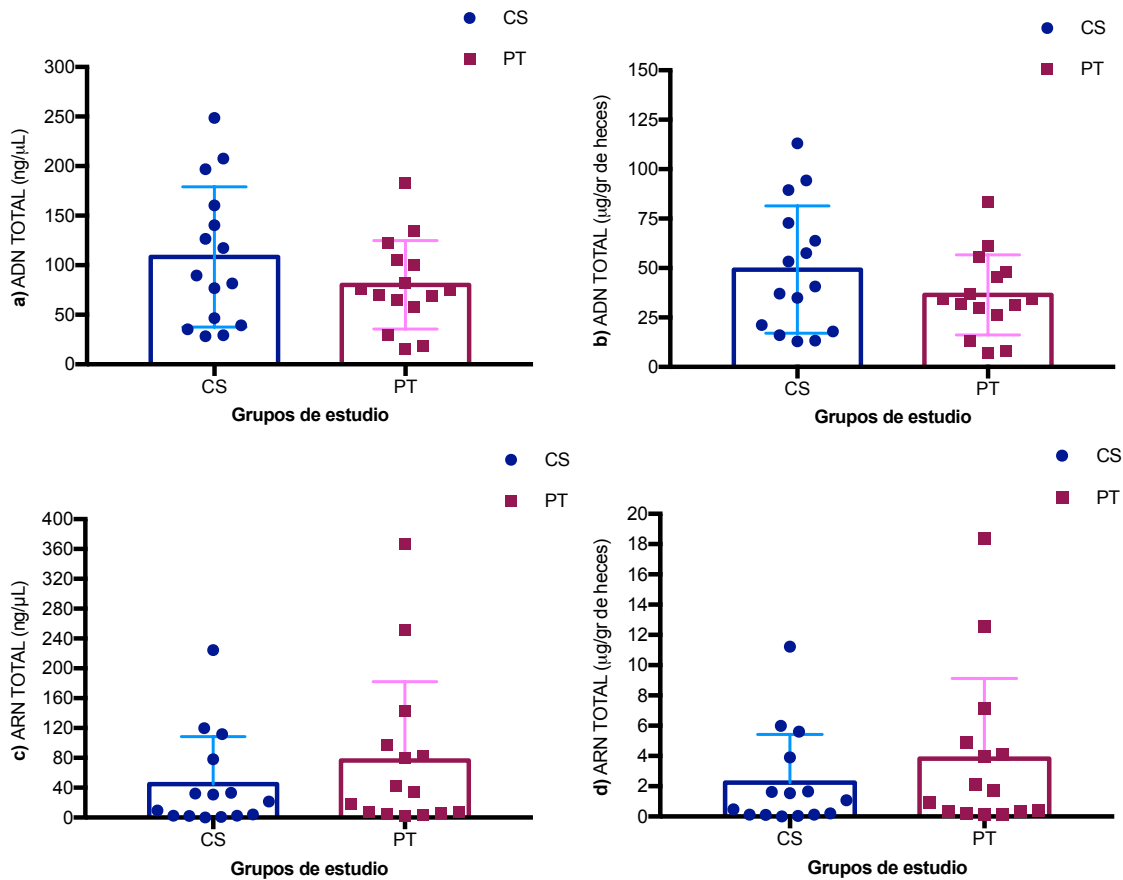 CS
PT
300
250
200
150
100
50
0
a) ADN TOTAL (ng/µL)
CS PT
Grupos de estudio
CS
PT
150
125
100
75
50
25
0
b) ADN TOTAL (µg/gr de heces)
CS PT
Grupos de estudio
CS
PT
400
360
320
280
240
200
160
120
80
40
0
c) ARN TOTAL (ng/µL)
CS PT
Grupos de estudio
CS
PT
20
18
16
14
12
10
8
6
4
2
0
d) ARN TOTAL (µg/gr de heces)
CS PT
Grupos de estudio